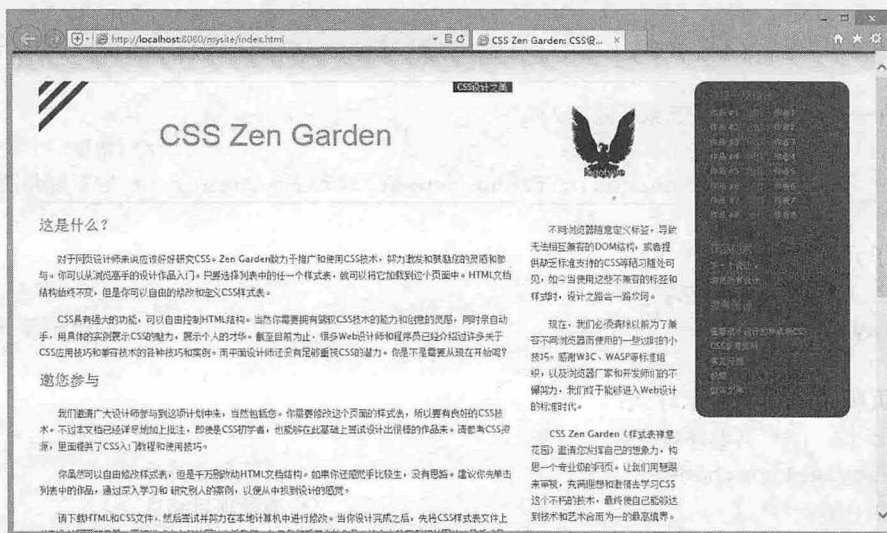 http://localhost:8080/mysite/index.html
CSS Zen Garden: CSS设...
CSS设计之美
CSS Zen Garden
logotype
这是什么?
对于网页设计师来说应该好好研究CSS。Zen Garden致力于推广和使用CSS技术,努力激发和鼓励您的灵感和参
与。你可以从浏览高手的设计作品入门。只要选择列表中的任一个样式表,就可以将它加载到这个页面中。HTML文档
结构始终不变,但是你可以自由的修改和定义CSS样式表。
CSS具有强大的功能,可以自由控制HTML结构。当然你需要拥有驾驭CSS技术的能力和创意的灵感,同时亲自动
手,用具体的实例展示CSS的魅力,展示个人的才华。截至目前为止,很多Web设计师和程序员已经介绍过许多关于
CSS应用技巧和兼容技术的各种技巧和案例。而平面设计师还没有足够重视CSS的潜力。你是不是需要从现在开始呢?
邀您参与
我们邀请广大设计师参与到这项计划中来,当然包括您。你需要修改这个页面的样式表,所以要有良好的CSS技
术。不过本文档已经详尽地加上批注,即使是CSS初学者,也能够在此基础上尝试设计出很棒的作品来。请参考CSS资
源,里面提供了CSS入门教程和使用技巧。
你虽然可以自由修改样式表,但是千万别改动HTML文档结构。如果你还感觉手比较生,没有思路。建议你先单击
列表中的作品,通过深入学习和 研究别人的案例,以便从中找到设计的感觉。
请下载HTML和CSS文件,然后尝试并努力在本地计算机中进行修改。当你设计完成之后,先将CSS样式表文件上
不同浏览器随意定义标签,导致
无法相互兼容的DOM结构,或者提
供缺乏标准支持的CSS等陋习随处可
见,如今当使用这些不兼容的标签和
样式时,设计之路会一路坎坷。
现在,我们必须清除以前为了兼
容不同浏览器而使用的一些过时的小
技巧。感谢W3C、WASP等标准组
织,以及浏览器厂家和开发师们的不
懈努力,我们终于能够进入Web设计
的标准时代。
CSS Zen Garden(样式表禅意
花园)邀请您发挥自己的想象力,构
思一个专业级的网页。让我们用慧眼
来审视,充满理想和激情去学习CSS
这个不朽的技术,最终使自己能够达
到技术和艺术合而为一的最高境界。